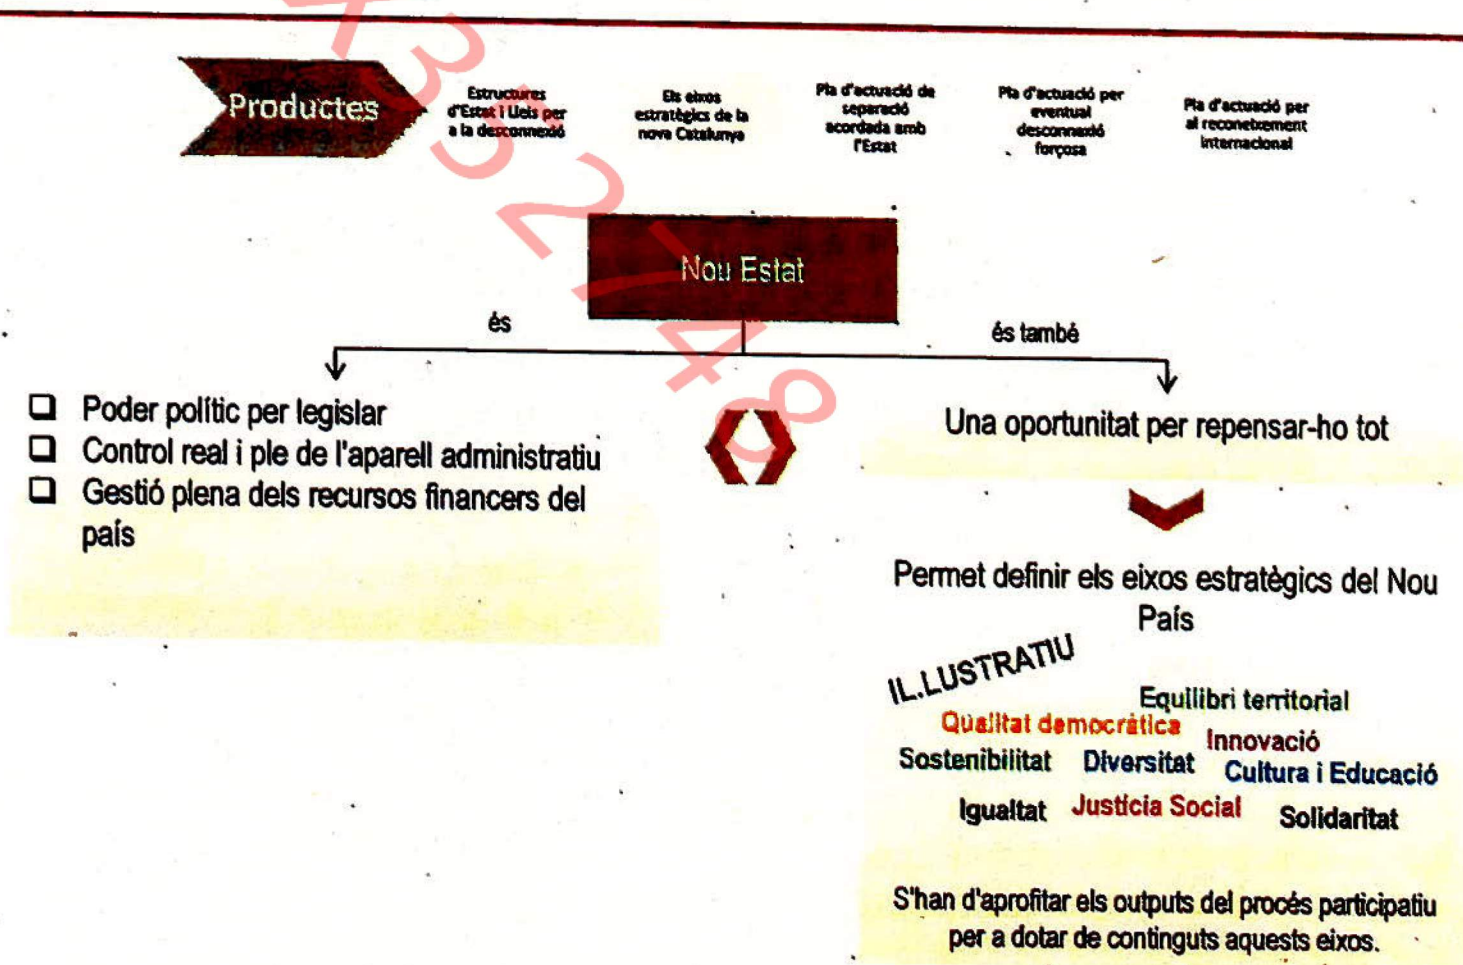 Productes
Estructures
d'Estat i Lleis per
a la desconnexió
Els eixos
estratègics de la
nova Catalunya
Pla d'actuació de
separació
acordada amb
l'Estat
Pla d'actuació per
eventual
desconnexió
forçosa
Pla d'actuació per
al reconeixement
internacional
Nou Estat
és
és també
Poder polític per legislar
Control real i ple de l'aparell administratiu
Gestió plena dels recursos financers del
país
Una oportunitat per repensar-ho tot
Permet definir els eixos estratègics del Nou
País
IL.LUSTRATIU
Equilibri territorial
Qualitat democràtica
Innovació
Sostenibilitat Diversitat Cultura i Educació
Igualtat Justícia Social Solidaritat
S'han d'aprofitar els outputs del procés participatiu
per a dotar de continguts aquests eixos.